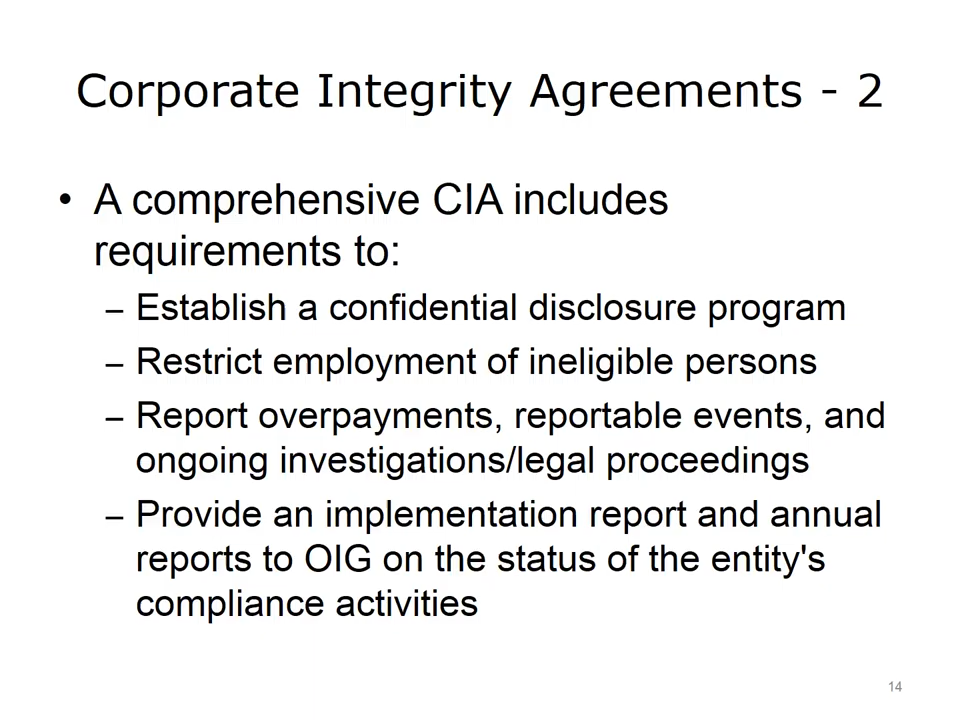 Corporate Integrity Agreements - 2
• A comprehensive CIA includes
requirements to:
– Establish a confidential disclosure program
– Restrict employment of ineligible persons
– Report overpayments, reportable events, and
ongoing investigations/legal proceedings
– Provide an implementation report and annual
reports to OIG on the status of the entity's
compliance activities
14